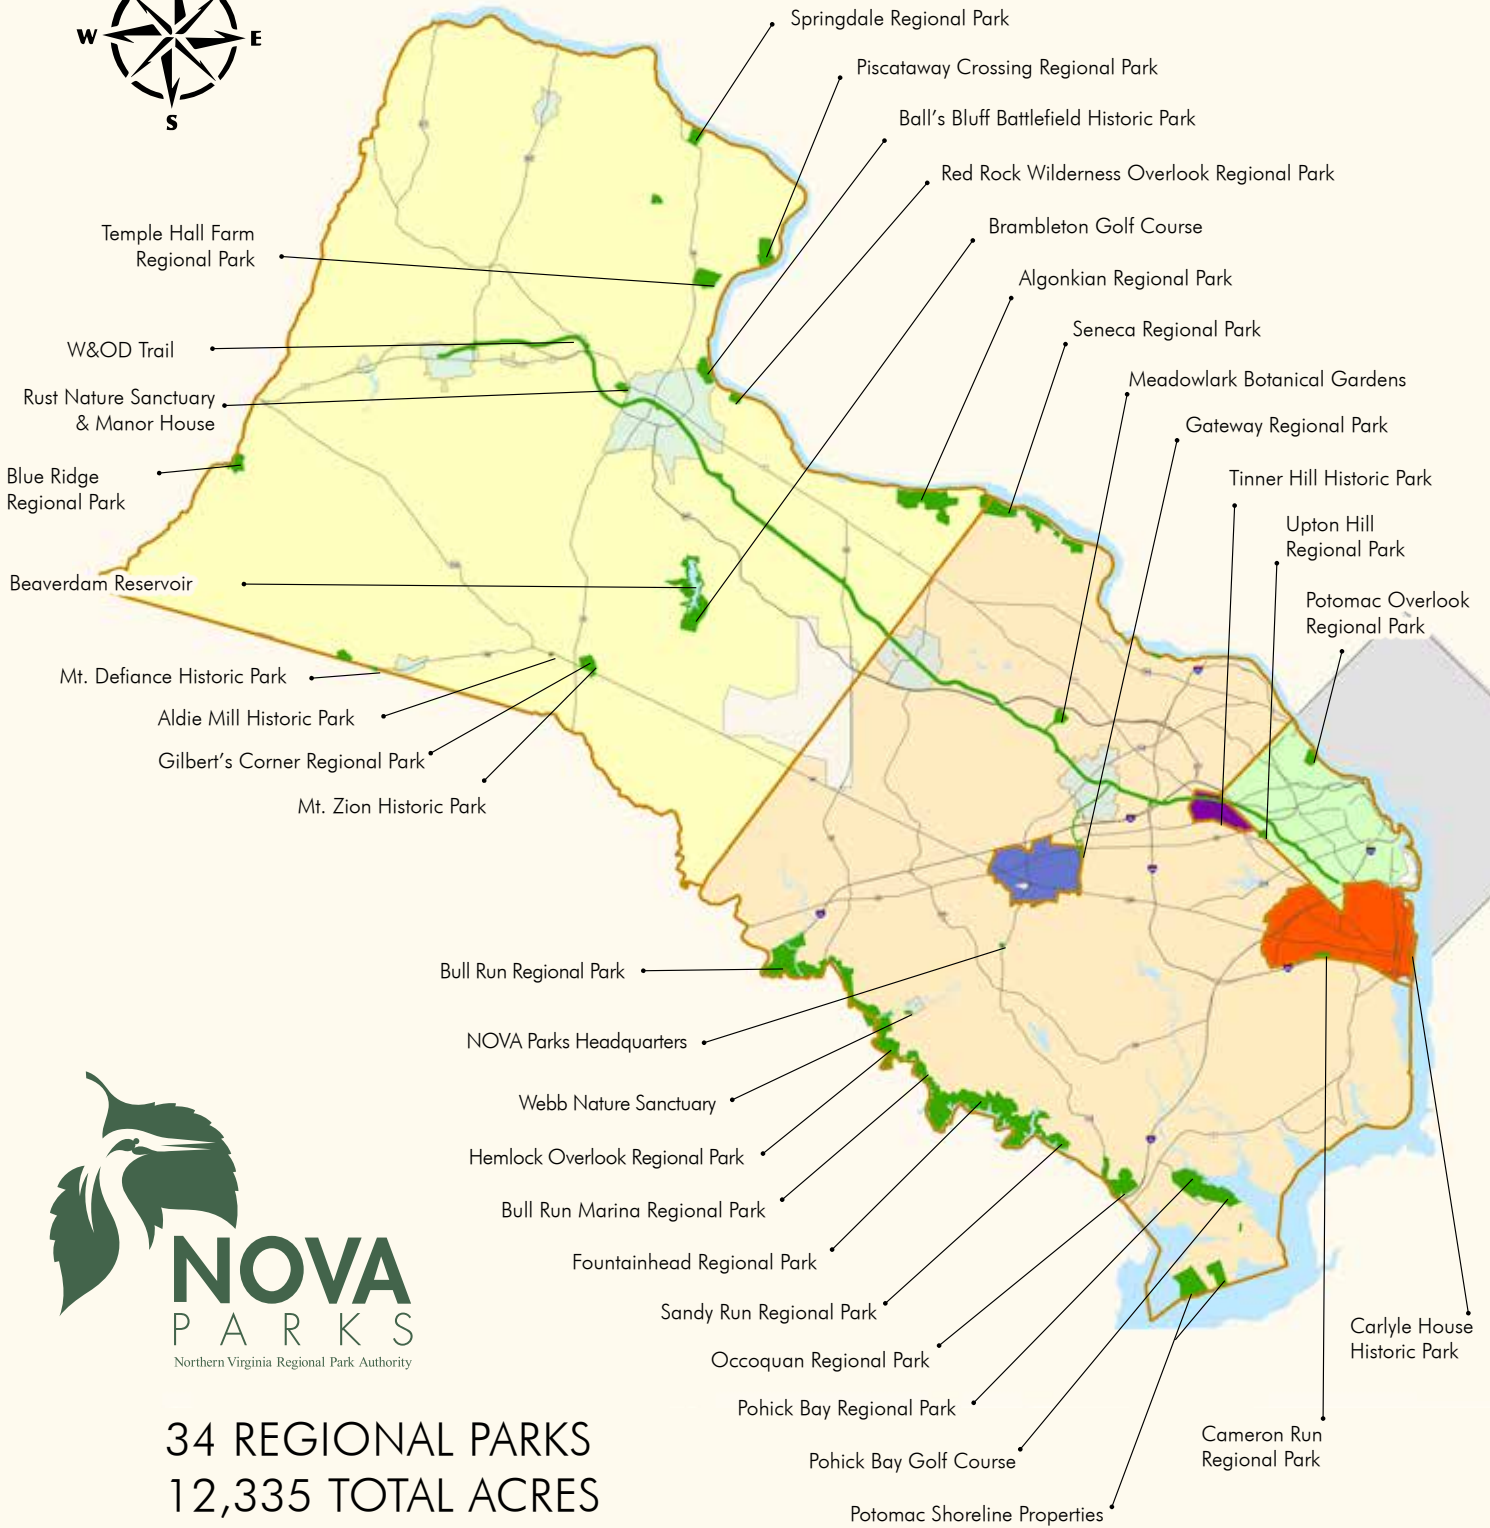 W
E
S
Springdale Regional Park
Piscataway Crossing Regional Park
Ball's Bluff Battlefield Historic Park
Red Rock Wilderness Overlook Regional Park
Brambleton Golf Course
Temple Hall Farm
Regional Park
Algonkian Regional Park
Seneca Regional Park
W&OD Trail
Meadowlark Botanical Gardens
Rust Nature Sanctuary
& Manor House
Gateway Regional Park
Blue Ridge
Regional Park
Tinner Hill Historic Park
Upton Hill
Regional Park
Beaverdam Reservoir
Potomac Overlook
Regional Park
Mt. Defiance Historic Park
Aldie Mill Historic Park
Gilbert's Corner Regional Park
Mt. Zion Historic Park
Bull Run Regional Park
NOVA Parks Headquarters
Webb Nature Sanctuary
Hemlock Overlook Regional Park
Bull Run Marina Regional Park
Fountainhead Regional Park
Sandy Run Regional Park
Occoquan Regional Park
Pohick Bay Regional Park
Pohick Bay Golf Course
Potomac Shoreline Properties
Carlyle House
Historic Park
Cameron Run
Regional Park
NOVA
PARKS
Northern Virginia Regional Park Authority
34 REGIONAL PARKS
12,335 TOTAL ACRES